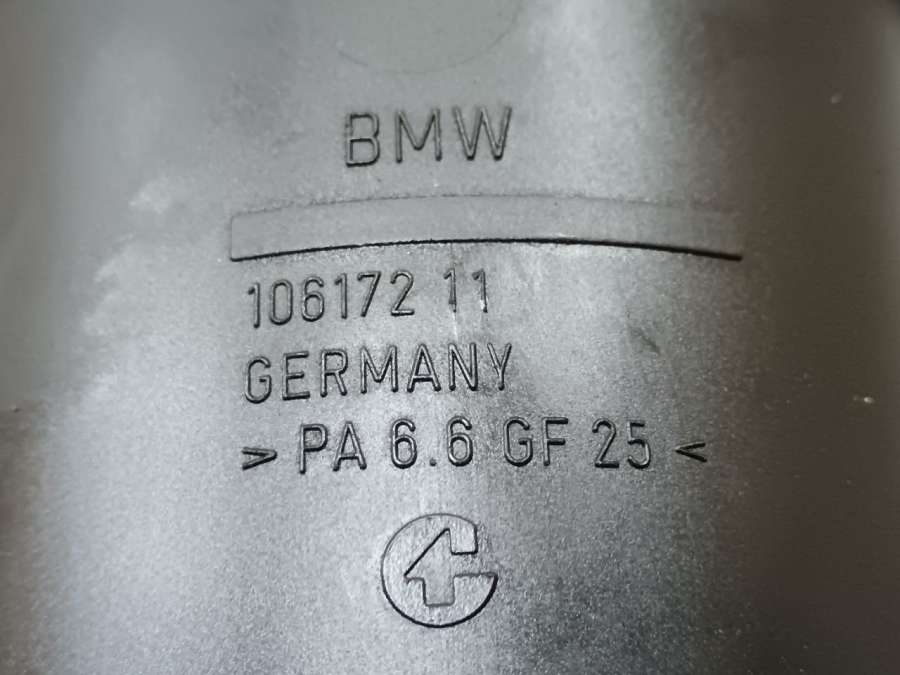 BMW
106172 11
GERMANY
> PA 6.6 GF 25 <